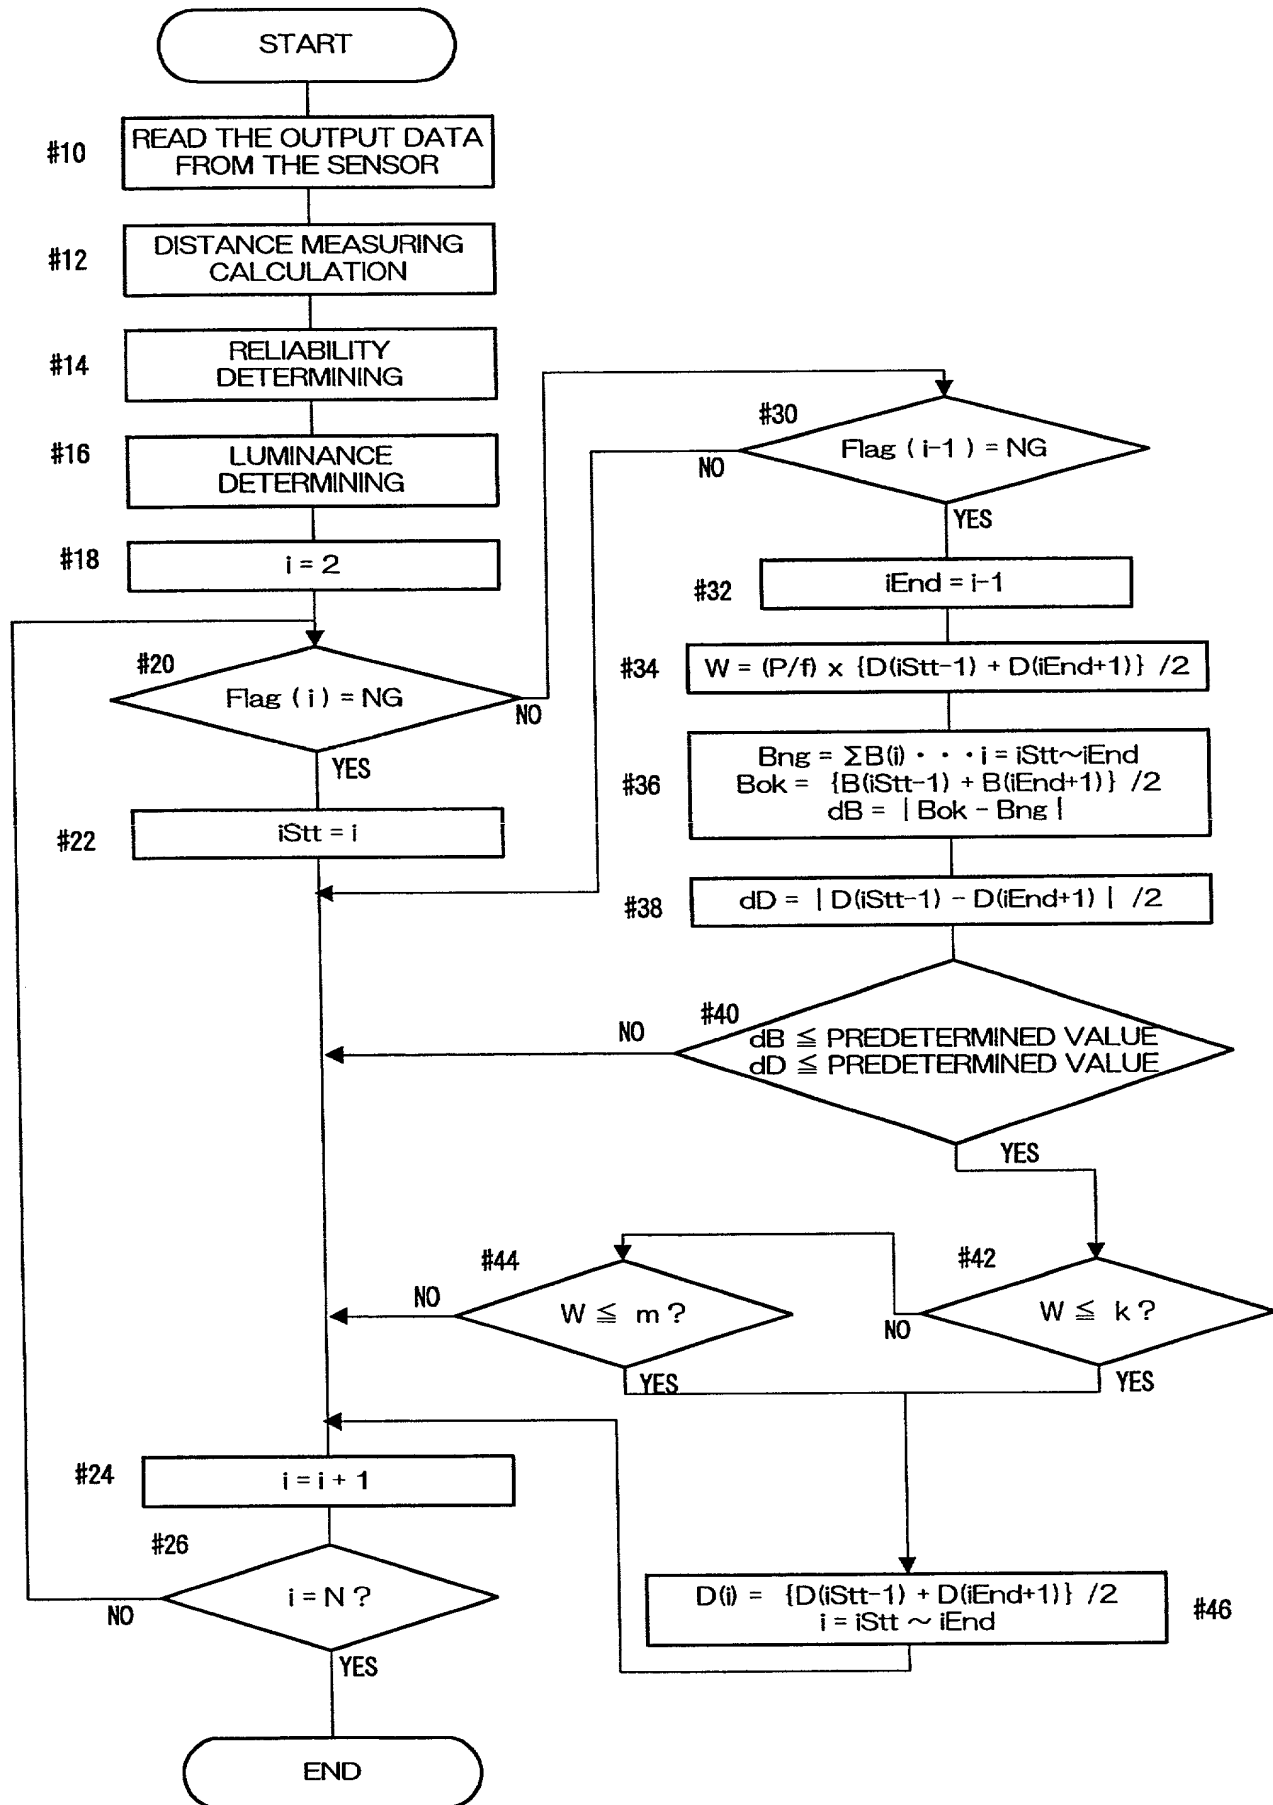 START
#10
READ THE OUTPUT DATA
FROM THE SENSOR
#12
DISTANCE MEASURING
CALCULATION
#14
RELIABILITY
DETERMINING
#16
LUMINANCE
DETERMINING
#18
i = 2
#20
Flag ( i ) = NG
NO
YES
#22
iStt = i
#30
Flag ( i-1 ) = NG
NO
YES
#32
iEnd = i-1
#34
W = (P/f) x {D(iStt-1) + D(iEnd+1)} /2
#36
Bng = ΣB(i) · · · i = iStt~iEnd
Bok = {B(iStt-1) + B(iEnd+1)} /2
dB = | Bok - Bng |
#38
dD = | D(iStt-1) - D(iEnd+1) | /2
#40
dB ≦ PREDETERMINED VALUE
dD ≦ PREDETERMINED VALUE
NO
YES
#42
W ≦ k ?
NO
YES
#44
W ≦ m ?
NO
YES
#46
D(i) = {D(iStt-1) + D(iEnd+1)} /2
i = iStt ~ iEnd
#24
i = i + 1
#26
i = N ?
NO
YES
END